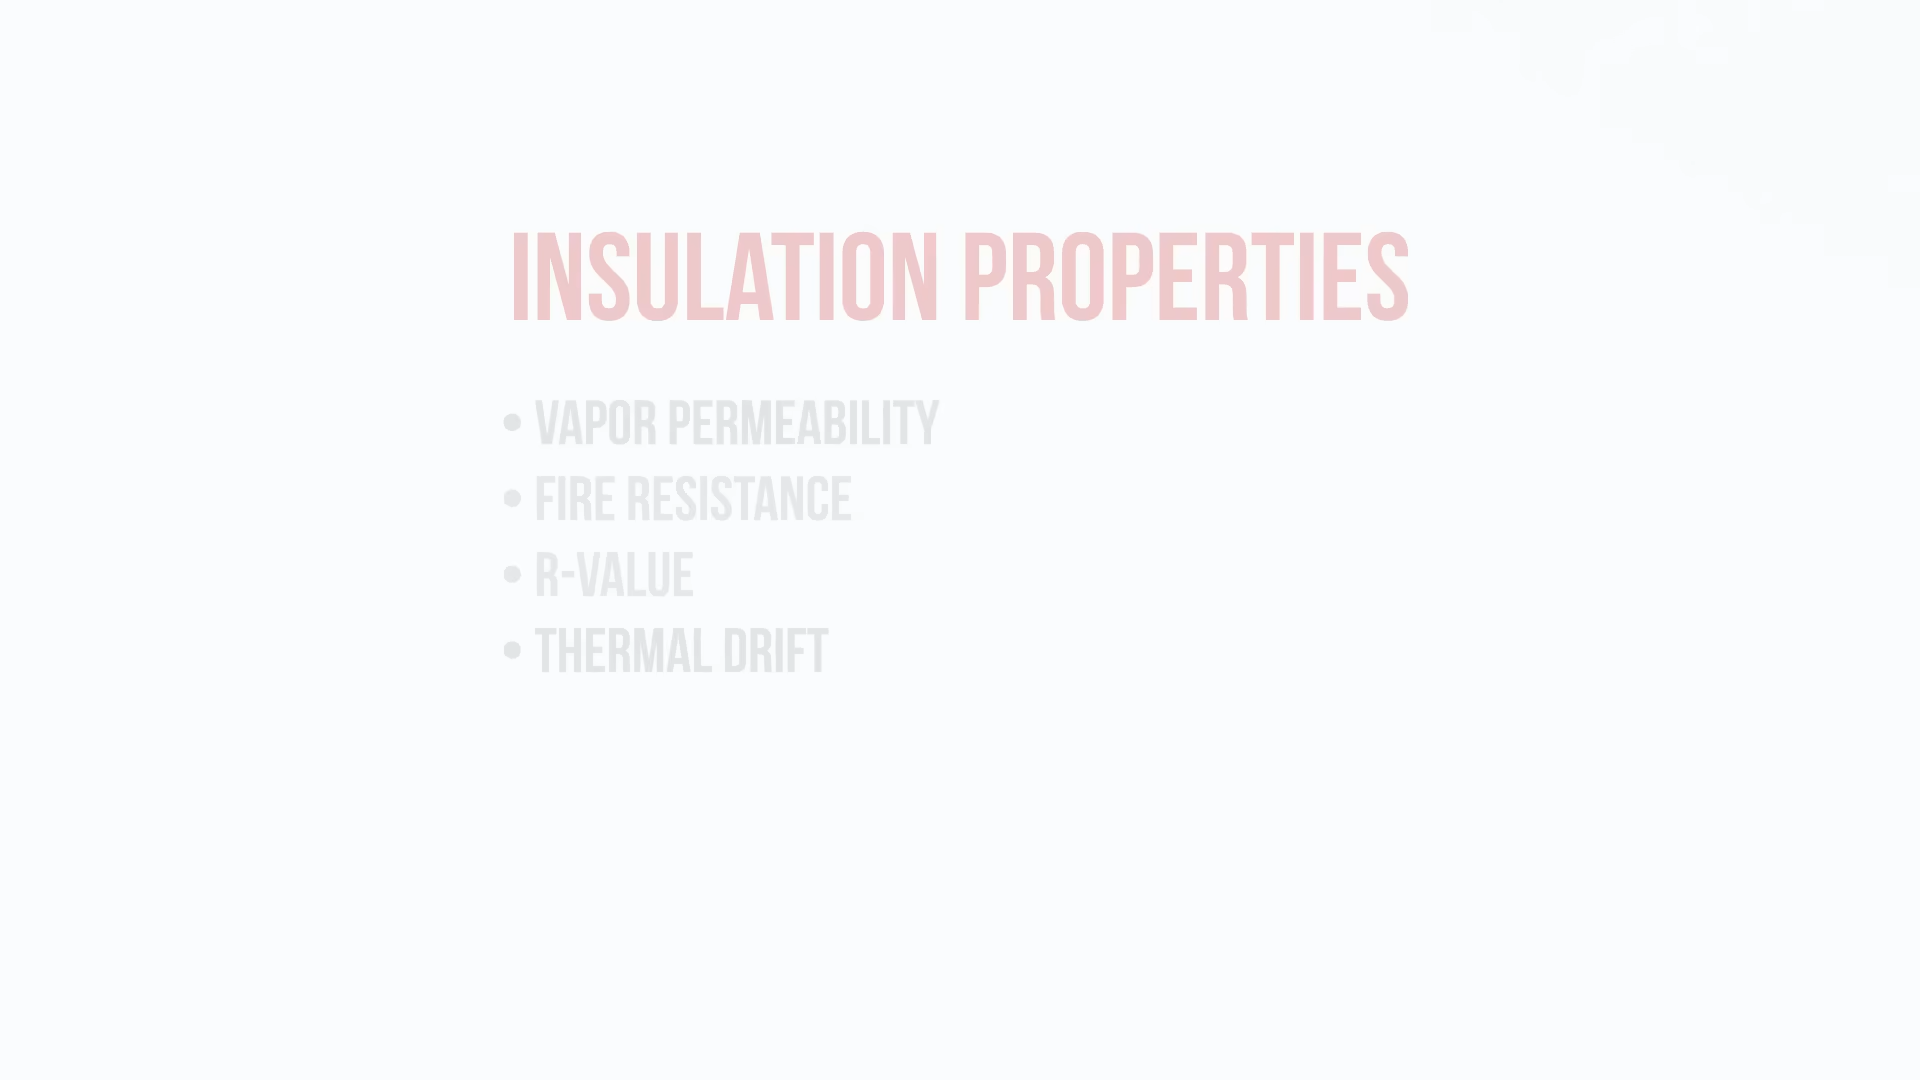 INSULATION PROPERTIES
• VAPOR PERMEABILITY
• FIRE RESISTANCE
• R-VALUE
• THERMAL DRIFT